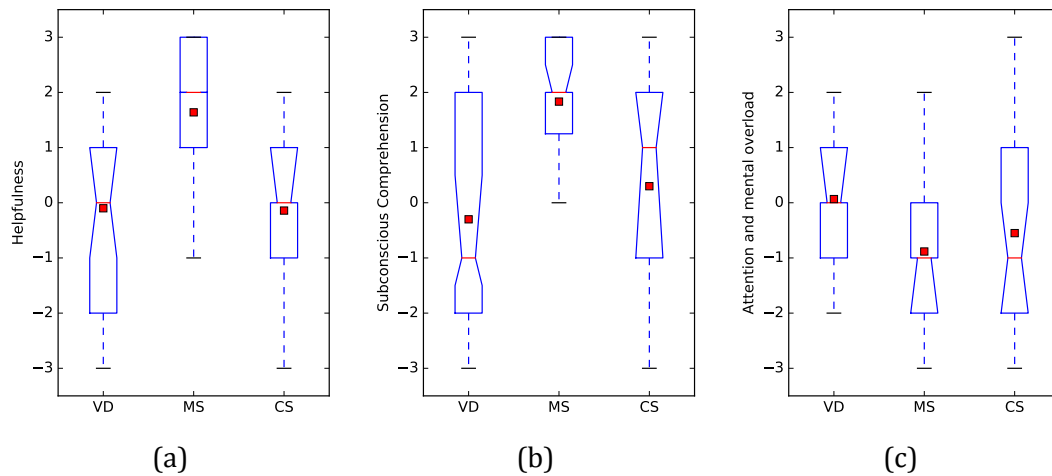 Helpfulness
3
2
1
0
−1
−2
−3
VD MS CS
(a)
Subconscious Comprehension
3
2
1
0
−1
−2
−3
VD MS CS
(b)
Attention and mental overload
3
2
1
0
−1
−2
−3
VD MS CS
(c)